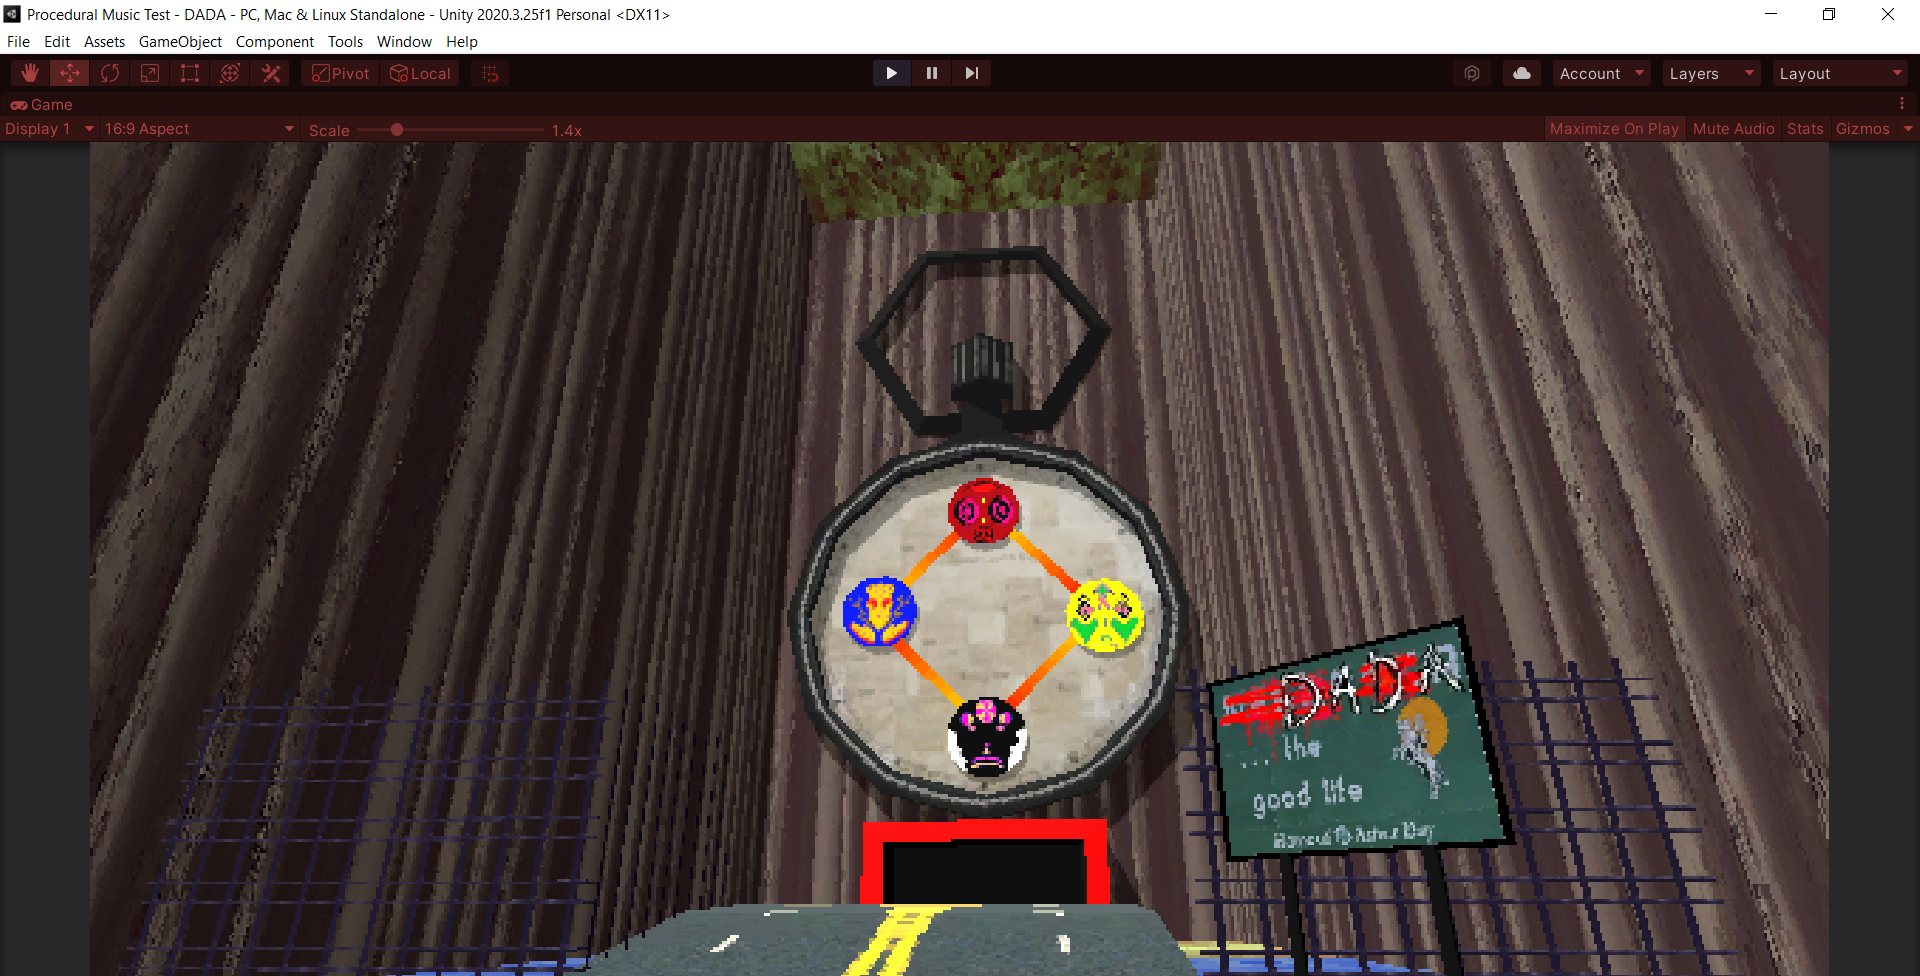 Procedural Music Test - DADA - PC, Mac & Linux Standalone - Unity 2020.3.25f1 Personal <DX11>
File Edit Assets GameObject Component Tools Window Help
Pivot Local Account Layers Layout
Game
Display 1 16:9 Aspect Scale 1.4x Maximize On Play Mute Audio Stats Gizmos
DADA
... the
good life